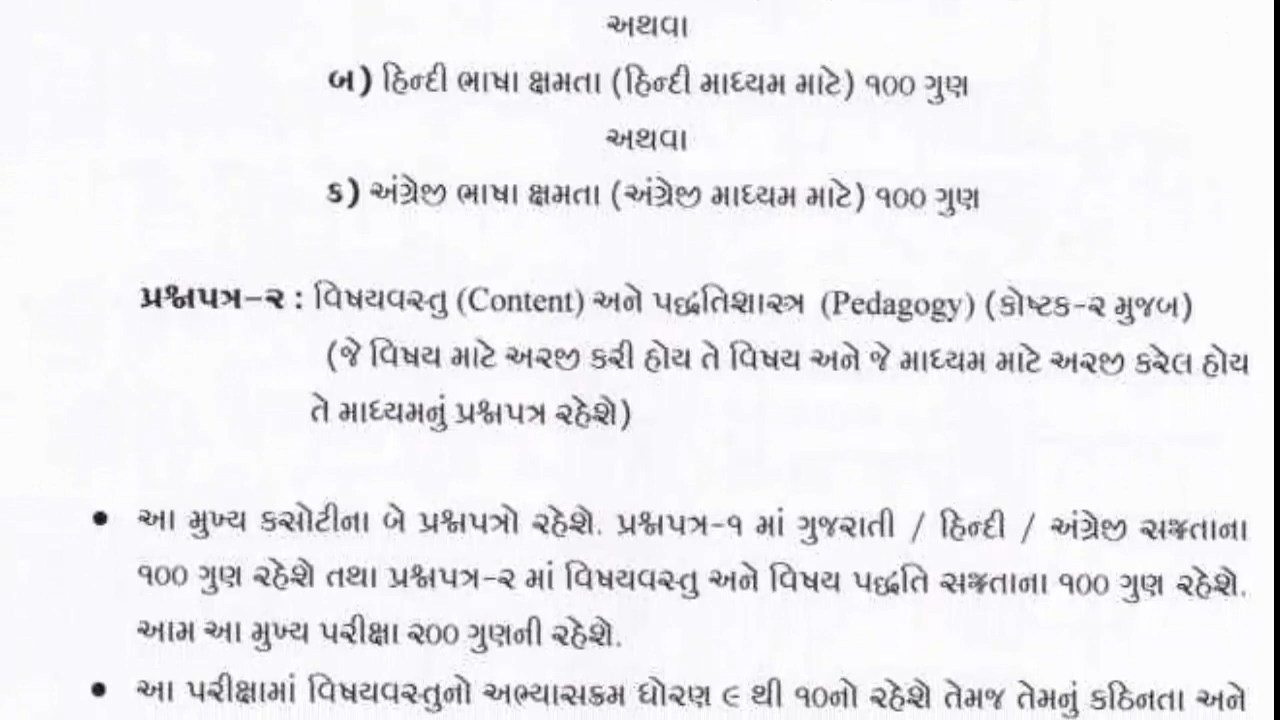 અથવા
બ) હિન્દી ભાષા ક્ષમતા (હિન્દી માધ્યમ માટે) ૧૦૦ ગુણ
અથવા
ક) અંગ્રેજી ભાષા ક્ષમતા (અંગ્રેજી માધ્યમ માટે) ૧૦૦ ગુણ
પ્રશ્નપત્ર-૨ : વિષયવસ્તુ (Content) અને પદ્ધતિશાસ્ત્ર (Pedagogy) (કોષ્ટક-૨ મુજબ)
(જે વિષય માટે અરજી કરી હોય તે વિષય અને જે માધ્યમ માટે અરજી કરેલ હોય
તે માધ્યમનું પ્રશ્નપત્ર રહેશે)
• આ મુખ્ય કસોટીના બે પ્રશ્નપત્રો રહેશે. પ્રશ્નપત્ર-૧ માં ગુજરાતી / હિન્દી / અંગ્રેજી સજ્જતાના
૧૦૦ ગુણ રહેશે તથા પ્રશ્નપત્ર-૨ માં વિષયવસ્તુ અને વિષય પદ્ધતિ સજ્જતાના ૧૦૦ ગુણ રહેશે.
આમ આ મુખ્ય પરીક્ષા ૨૦૦ ગુણની રહેશે.
• આ પરીક્ષામાં વિષયવસ્તુનો અભ્યાસક્રમ ધોરણ ૯ થી ૧૦નો રહેશે તેમજ તેમનું કઠિનતા અને